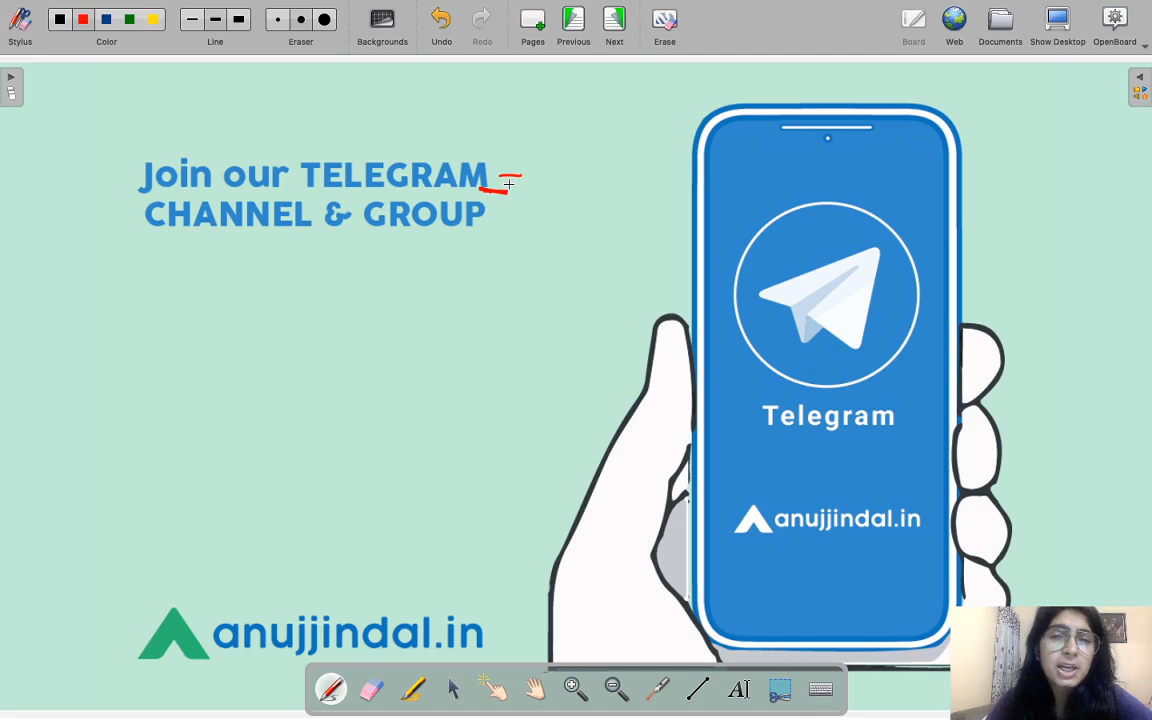 Stylus
Color
Line
Eraser
Backgrounds
Undo
Redo
Pages
Previous
Next
Erase
Board
Web
Documents
Show Desktop
OpenBoard
Join our TELEGRAM
CHANNEL & GROUP
Telegram
anujjindal.in
anujjindal.in
AI